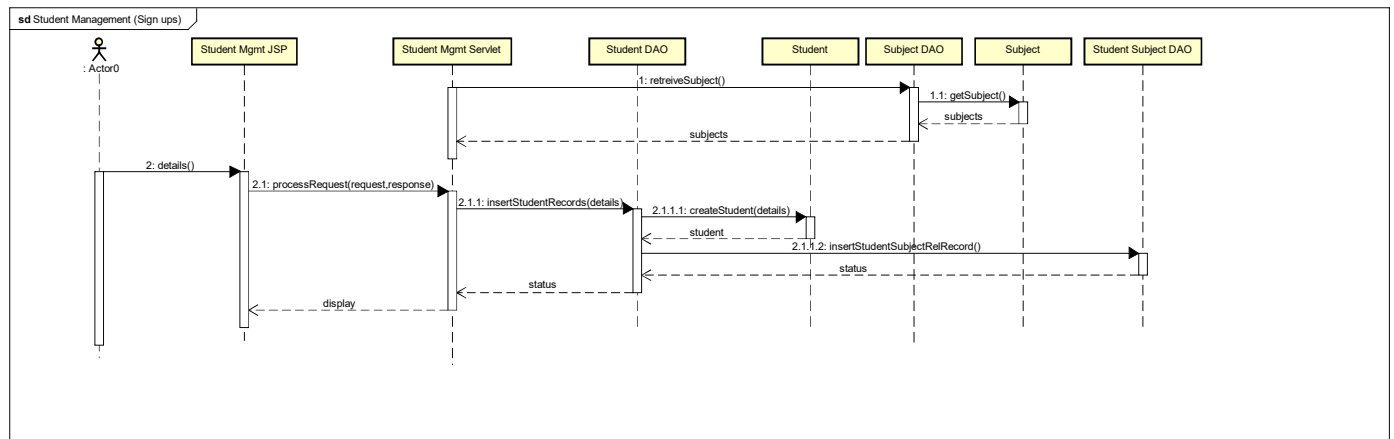 sd Student Management (Sign ups)
: Actor0
Student Mgmt JSP
Student Mgmt Servlet
Student DAO
Student
Subject DAO
Subject
Student Subject DAO
1: retreiveSubject()
1.1: getSubject()
subjects
subjects
2: details()
2.1: processRequest(request,response)
2.1.1: insertStudentRecords(details)
2.1.1.1: createStudent(details)
student
2.1.1.2: insertStudentSubjectRelRecord()
status
status
display